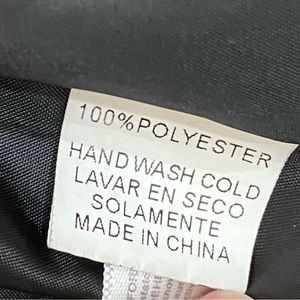 100% POLYESTER
HAND WASH COLD
LAVAR EN SECO
SOLAMENTE
MADE IN CHINA